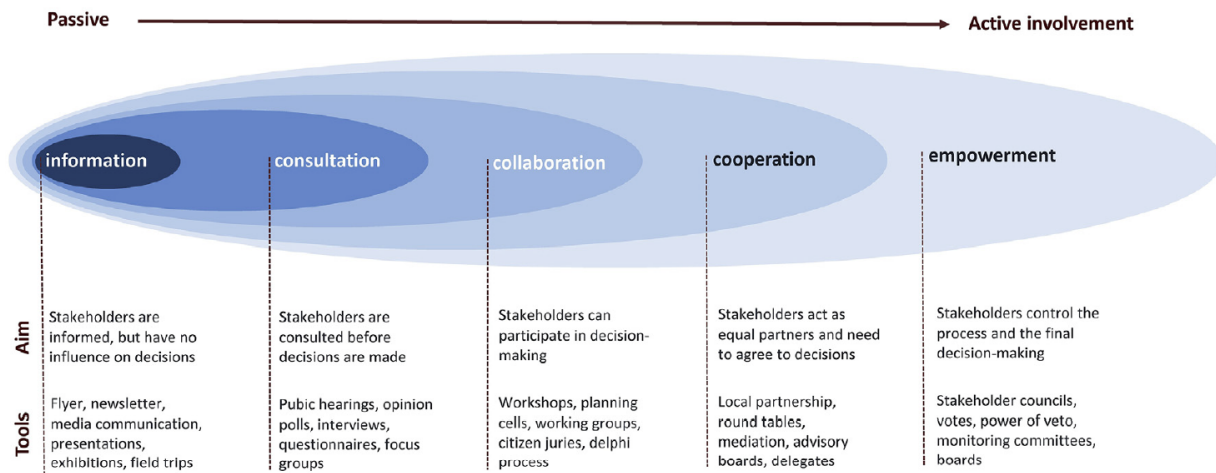 Passive
Active involvement
information
consultation
collaboration
cooperation
empowerment
Aim
Stakeholders are
informed, but have no
influence on decisions
Stakeholders are
consulted before
decisions are made
Stakeholders can
participate in decision-
making
Stakeholders act as
equal partners and need
to agree to decisions
Stakeholders control the
process and the final
decision-making
Tools
Flyer, newsletter,
media communication,
presentations,
exhibitions, field trips
Pubic hearings, opinion
polls, interviews,
questionnaires, focus
groups
Workshops, planning
cells, working groups,
citizen juries, delphi
process
Local partnership,
round tables,
mediation, advisory
boards, delegates
Stakeholder councils,
votes, power of veto,
monitoring committees,
boards